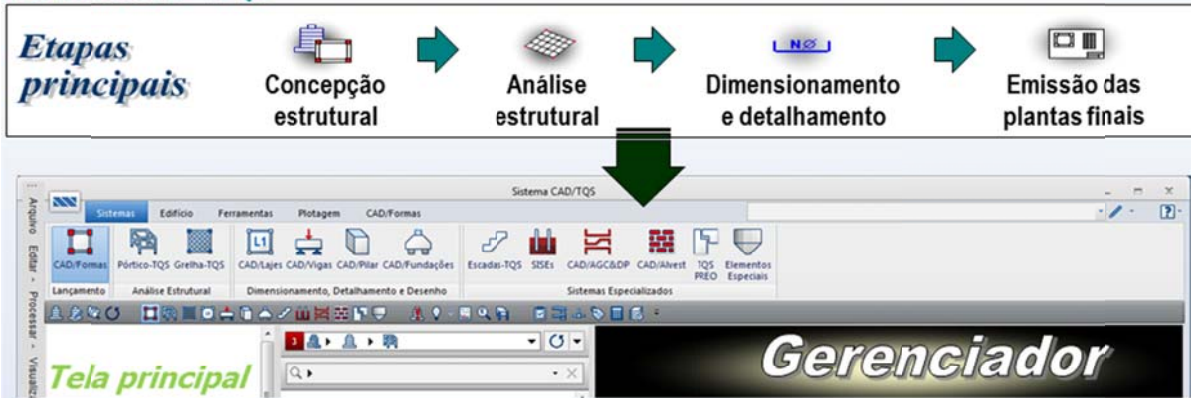 Etapas
principais
Concepção
estrutural
Análise
estrutural
NØ
Dimensionamento
e detalhamento
Emissão das
plantas finais
Sistema CAD/TQS
Sistemas Edifício Ferramentas Plotagem CAD/Formas
L1
CAD/Formas Pórtico-TQS Grelha-TQS CAD/Lajes CAD/Vigas CAD/Pilar CAD/Fundações Escadas-TQS SISEs CAD/AGC&DP CAD/Alvest TQS PREO Elementos Especiais
Lançamento Análise Estrutural Dimensionamento, Detalhamento e Desenho Sistemas Especializados
Arquivo Editar Processar
3
Tela principal
Gerenciador